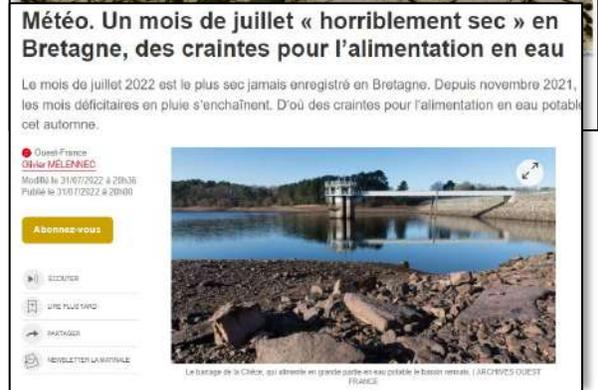 Météo. Un mois de juillet « horriblement sec » en
Bretagne, des craintes pour l'alimentation en eau
Le mois de juillet 2022 est le plus sec jamais enregistré en Bretagne. Depuis novembre 2021,
les mois déficitaires en pluie s'enchaînent. D'où des craintes pour l'alimentation en eau potable
cet automne.
Ouest-France
Olivier MÉLENNEC
Modifié le 31/07/2022 à 20h36
Publié le 31/07/2022 à 20h00
Abonnez-vous
ÉCOUTER
LIRE PLUS TARD
PARTAGER
NEWSLETTER LA MATINALE
Le barrage de la Chèze, qui alimente en grande partie en eau potable le bassin rennais. | ARCHIVES OUEST
FRANCE